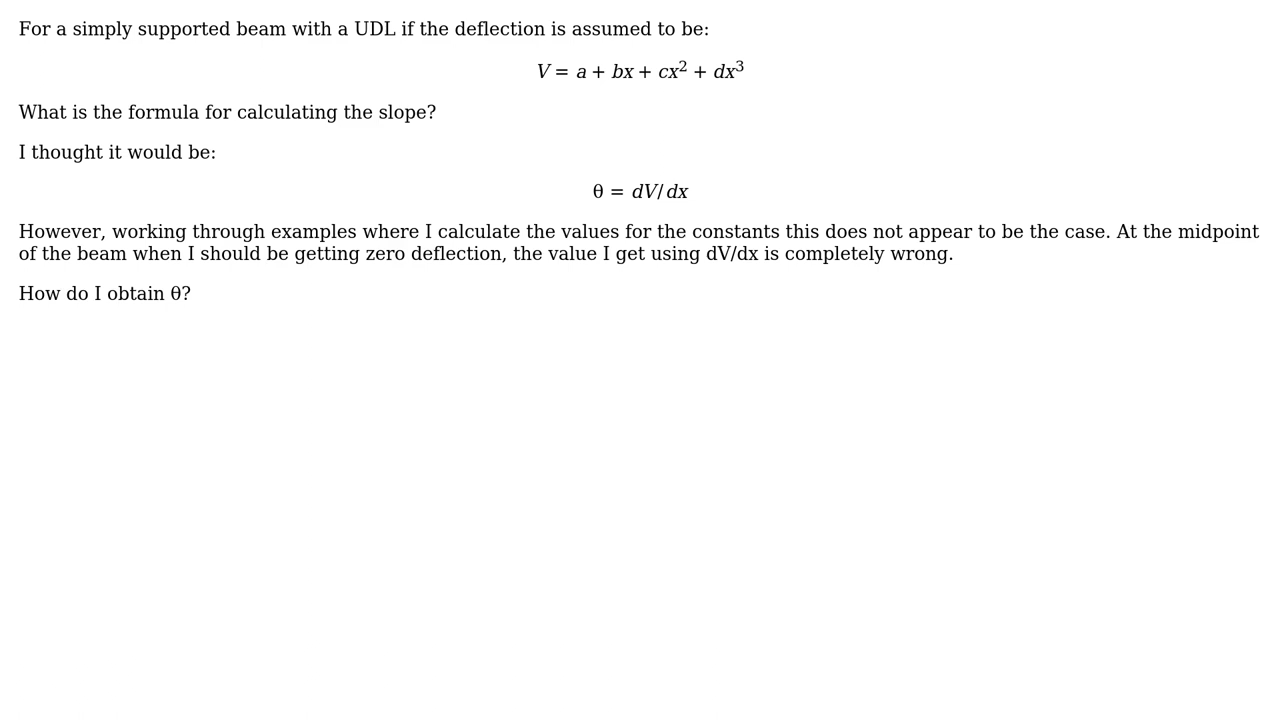 For a simply supported beam with a UDL if the deflection is assumed to be:
V = a + bx + cx² + dx³
What is the formula for calculating the slope?
I thought it would be:
θ = dV/dx
However, working through examples where I calculate the values for the constants this does not appear to be the case. At the midpoint
of the beam when I should be getting zero deflection, the value I get using dV/dx is completely wrong.
How do I obtain θ?